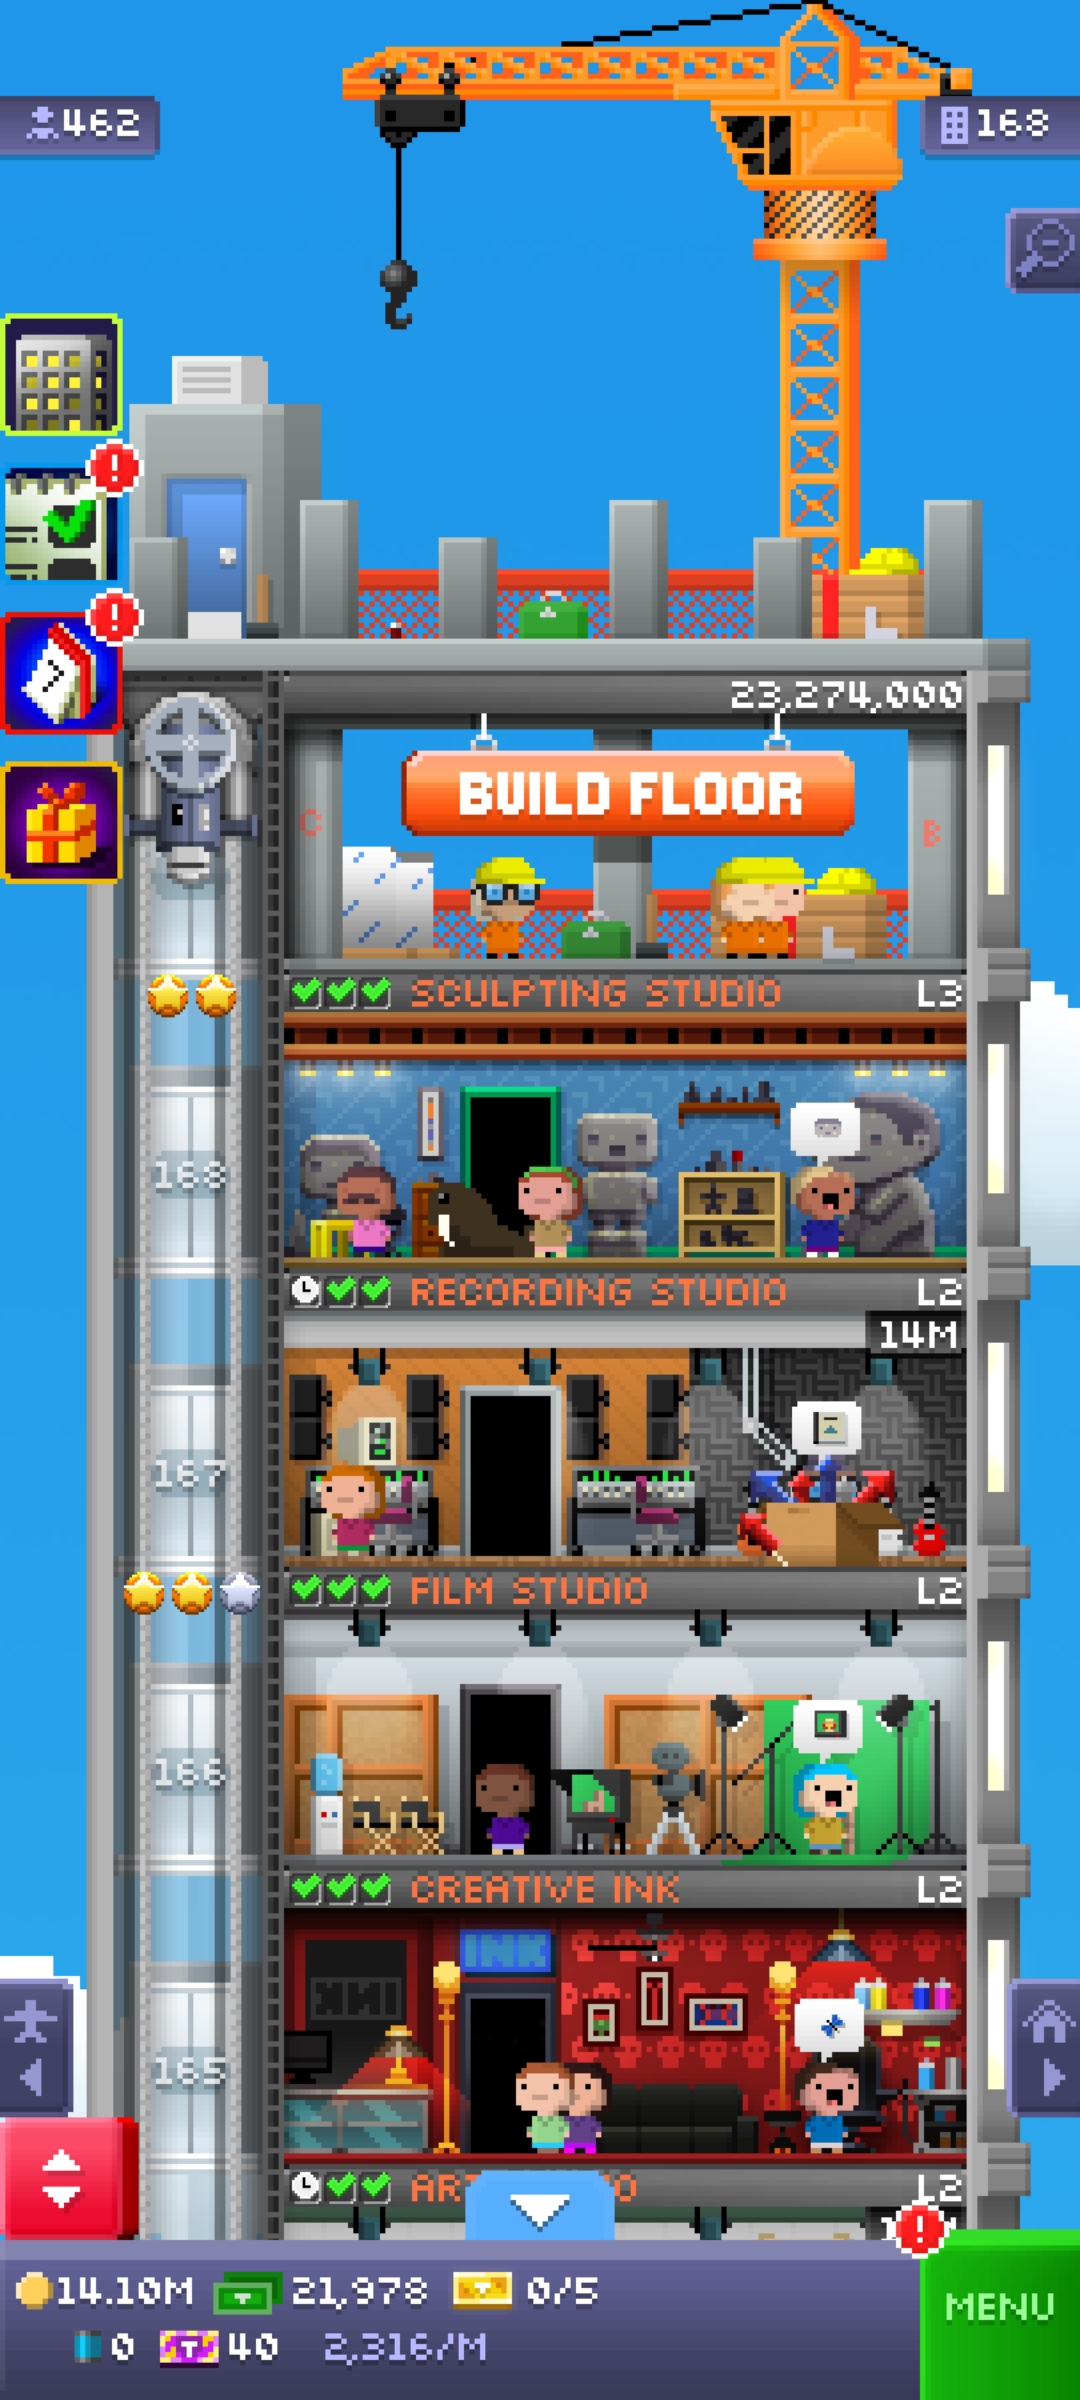 462
168
7
23,274,000
BUILD FLOOR
C
B
SCULPTING STUDIO L3
168
RECORDING STUDIO L2
14M
167
FILM STUDIO L2
166
CREATIVE INK L2
INK
165
L2
14.10M 21,978 0/5
0 T 40 2,316/M
MENU